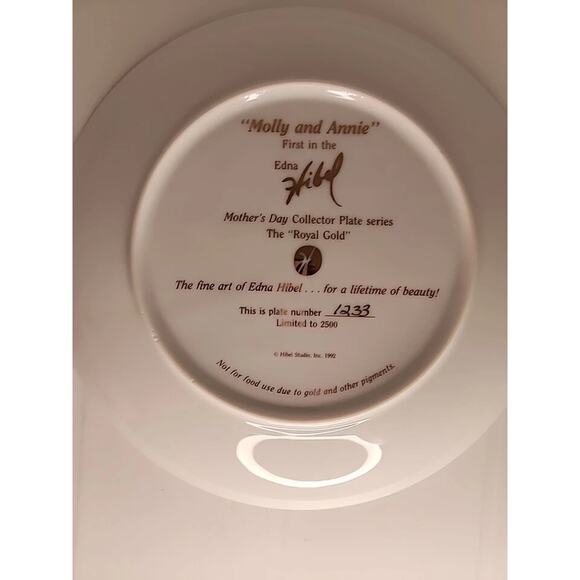 "Molly and Annie"
First in the
Edna
Hibel
Mother's Day Collector Plate series
The "Royal Gold"
H
The fine art of Edna Hibel . . . for a lifetime of beauty!
This is plate number 1233
Limited to 2500
© Hibel Studio, Inc. 1992
Not for food use due to gold and other pigments.